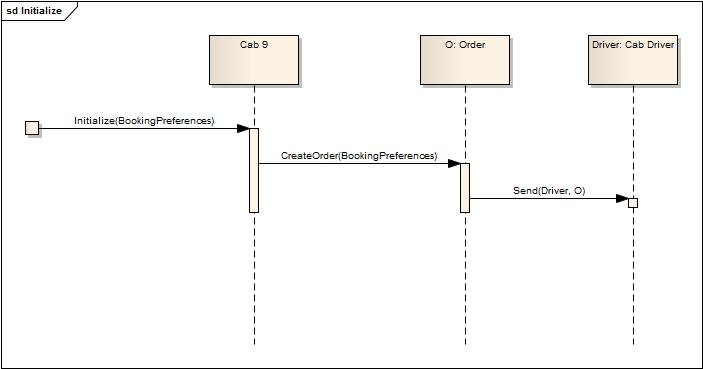 sd Initialize
Cab 9
O: Order
Driver: Cab Driver
Initialize(BookingPreferences)
CreateOrder(BookingPreferences)
Send(Driver, O)